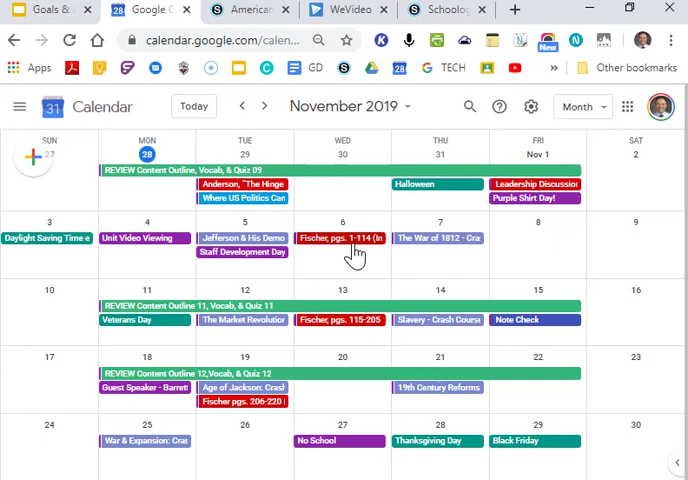 Goals & A
Google C
American
WeVideo
Schoolog
calendar.google.com/calen...
New
Apps
GD
TECH
Other bookmarks
31
Calendar
Today
November 2019
Month
SUN MON TUE WED THU FRI SAT
27 28 29 30 31 Nov 1 2
REVIEW Content Outline, Vocab, & Quiz 09
Anderson, "The Hinge
Halloween
Leadership Discussion
Where US Politics Can
Purple Shirt Day!
3 4 5 6 7 8 9
Daylight Saving Time e
Unit Video Viewing
Jefferson & His Demo
Fischer, pgs. 1-114 (In
The War of 1812 - Cra
Staff Development Day
10 11 12 13 14 15 16
REVIEW Content Outline 11, Vocab, & Quiz 11
Veterans Day
The Market Revolution
Fischer, pgs. 115-205
Slavery - Crash Course
Note Check
17 18 19 20 21 22 23
REVIEW Content Outline 12,Vocab, & Quiz 12
Guest Speaker - Barret
Age of Jackson: Crash
19th Century Reforms
Fischer pgs. 206-220
24 25 26 27 28 29 30
War & Expansion: Cras
No School
Thanksgiving Day
Black Friday